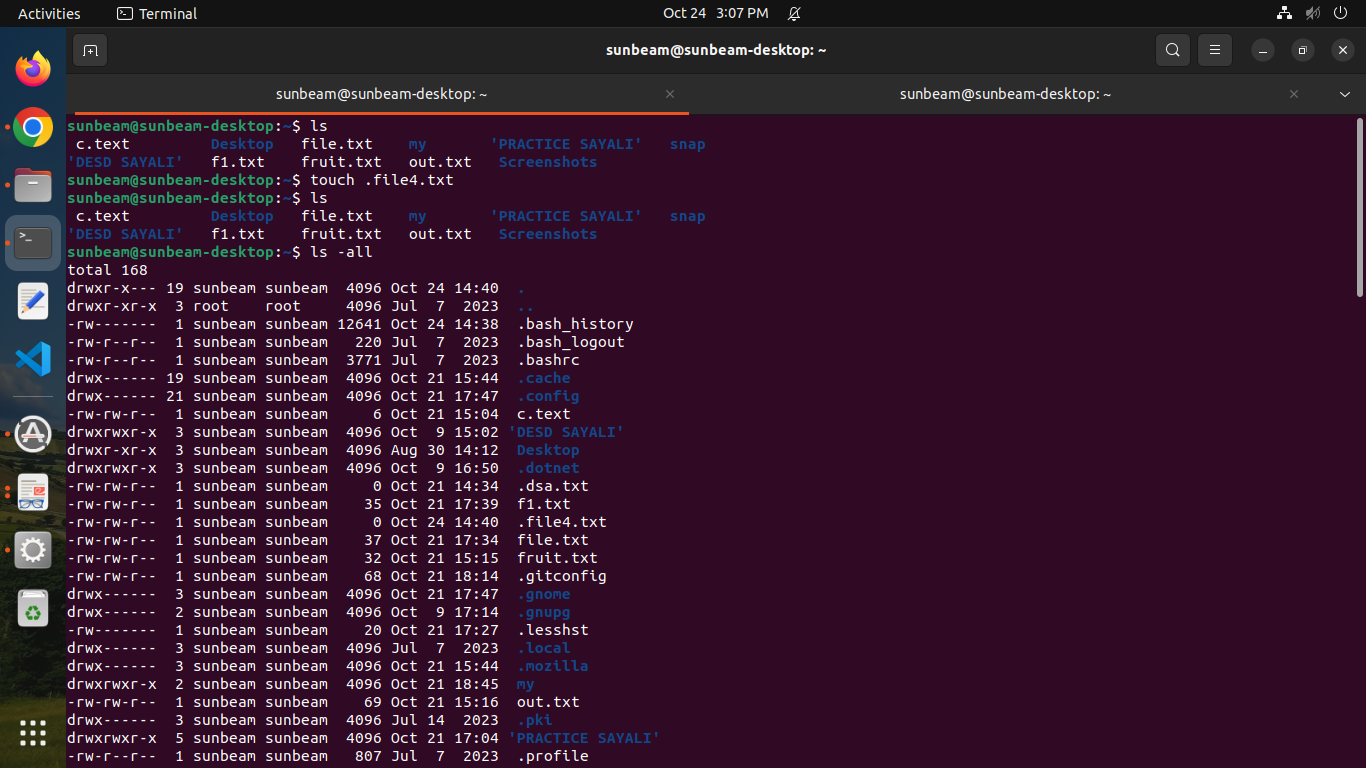 Activities Terminal Oct 24 3:07 PM
sunbeam@sunbeam-desktop: ~
sunbeam@sunbeam-desktop: ~ sunbeam@sunbeam-desktop: ~
sunbeam@sunbeam-desktop:~$ ls
c.text Desktop file.txt my 'PRACTICE SAYALI' snap
'DESD SAYALI' f1.txt fruit.txt out.txt Screenshots
sunbeam@sunbeam-desktop:~$ touch .file4.txt
sunbeam@sunbeam-desktop:~$ ls
c.text Desktop file.txt my 'PRACTICE SAYALI' snap
'DESD SAYALI' f1.txt fruit.txt out.txt Screenshots
sunbeam@sunbeam-desktop:~$ ls -all
total 168
drwxr-x--- 19 sunbeam sunbeam 4096 Oct 24 14:40 .
drwxr-xr-x 3 root root 4096 Jul 7 2023 ..
-rw------- 1 sunbeam sunbeam 12641 Oct 24 14:38 .bash_history
-rw-r--r-- 1 sunbeam sunbeam 220 Jul 7 2023 .bash_logout
-rw-r--r-- 1 sunbeam sunbeam 3771 Jul 7 2023 .bashrc
drwx------ 19 sunbeam sunbeam 4096 Oct 21 15:44 .cache
drwx------ 21 sunbeam sunbeam 4096 Oct 21 17:47 .config
-rw-rw-r-- 1 sunbeam sunbeam 6 Oct 21 15:04 c.text
drwxrwxr-x 3 sunbeam sunbeam 4096 Oct 9 15:02 'DESD SAYALI'
drwxr-xr-x 3 sunbeam sunbeam 4096 Aug 30 14:12 Desktop
drwxrwxr-x 3 sunbeam sunbeam 4096 Oct 9 16:50 .dotnet
-rw-rw-r-- 1 sunbeam sunbeam 0 Oct 21 14:34 .dsa.txt
-rw-rw-r-- 1 sunbeam sunbeam 35 Oct 21 17:39 f1.txt
-rw-rw-r-- 1 sunbeam sunbeam 0 Oct 24 14:40 .file4.txt
-rw-rw-r-- 1 sunbeam sunbeam 37 Oct 21 17:34 file.txt
-rw-rw-r-- 1 sunbeam sunbeam 32 Oct 21 15:15 fruit.txt
-rw-rw-r-- 1 sunbeam sunbeam 68 Oct 21 18:14 .gitconfig
drwx------ 3 sunbeam sunbeam 4096 Oct 21 17:47 .gnome
drwx------ 2 sunbeam sunbeam 4096 Oct 9 17:14 .gnupg
-rw------- 1 sunbeam sunbeam 20 Oct 21 17:27 .lesshst
drwx------ 3 sunbeam sunbeam 4096 Jul 7 2023 .local
drwx------ 3 sunbeam sunbeam 4096 Oct 21 15:44 .mozilla
drwxrwxr-x 2 sunbeam sunbeam 4096 Oct 21 18:45 my
-rw-rw-r-- 1 sunbeam sunbeam 69 Oct 21 15:16 out.txt
drwx------ 3 sunbeam sunbeam 4096 Jul 14 2023 .pki
drwxrwxr-x 5 sunbeam sunbeam 4096 Oct 21 17:04 'PRACTICE SAYALI'
-rw-r--r-- 1 sunbeam sunbeam 807 Jul 7 2023 .profile